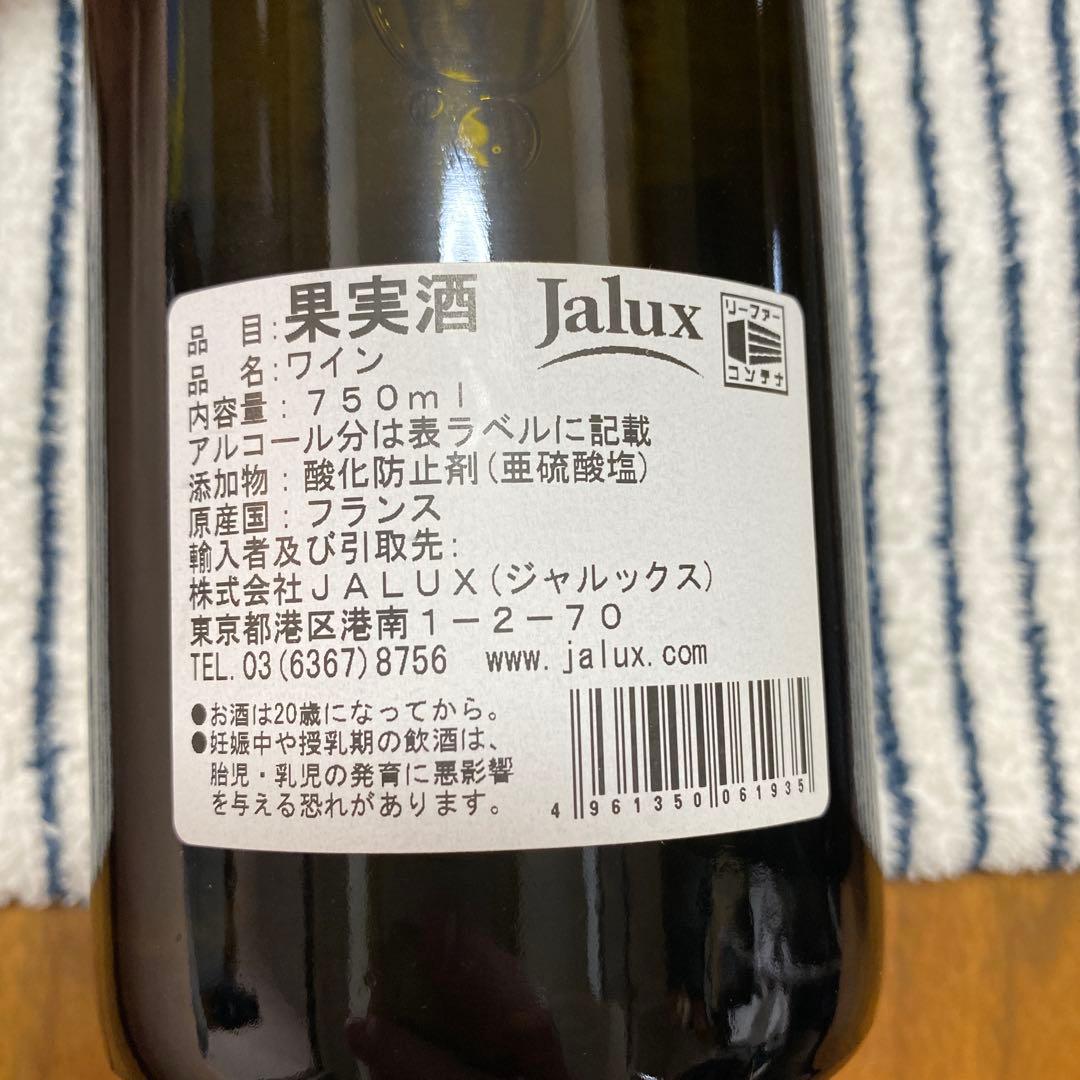 品 目:果実酒
Jalux
リーファー
コンテナ
品 名:ワイン
内容量:750ml
アルコール分は表ラベルに記載
添加物:酸化防止剤(亜硫酸塩)
原産国:フランス
輸入者及び引取先:
株式会社JALUX(ジャルックス)
東京都港区港南1-2-70
TEL.03(6367)8756 www.jalux.com
●お酒は20歳になってから。
●妊娠中や授乳期の飲酒は、
胎児・乳児の発育に悪影響
を与える恐れがあります。
4 961350 061935